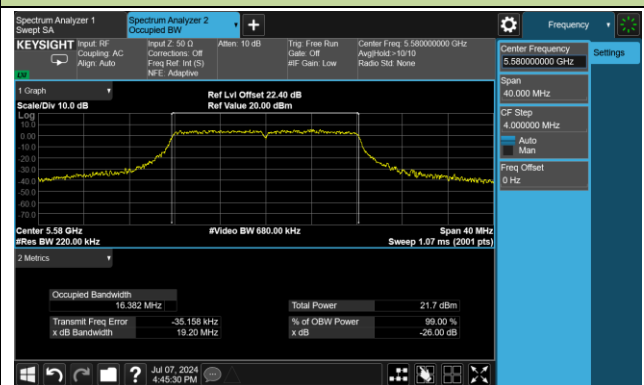 Spectrum Analyzer 1
Swept SA
Spectrum Analyzer 2
Occupied BW
Frequency
KEYSIGHT
Input: RF
Coupling: AC
Align: Auto
Input Z: 50 Ω
Corrections: Off
Freq Ref: Int (S)
NFE: Adaptive
Atten: 10 dB
Trig: Free Run
Gate: Off
#IF Gain: Low
Center Freq: 5.580000000 GHz
Avg|Hold:>10/10
Radio Std: None
Center Frequency
5.580000000 GHz
Settings
Span
40.000 MHz
CF Step
4.000000 MHz
Auto
Man
Freq Offset
0 Hz
1 Graph
Scale/Div 10.0 dB
Ref Lvl Offset 22.40 dB
Ref Value 20.00 dBm
Log
10.0
0.00
-10.0
-20.0
-30.0
-40.0
-50.0
-60.0
-70.0
Center 5.58 GHz
#Res BW 220.00 kHz
#Video BW 680.00 kHz
Span 40 MHz
Sweep 1.07 ms (2001 pts)
2 Metrics
Occupied Bandwidth
16.382 MHz
Total Power 21.7 dBm
Transmit Freq Error -35.158 kHz
% of OBW Power 99.00 %
x dB Bandwidth 19.20 MHz
x dB -26.00 dB
Jul 07, 2024
4:45:30 PM